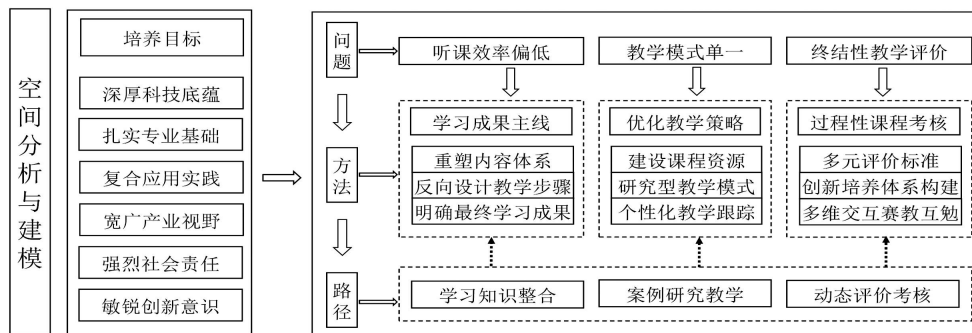 空间分析与建模
培养目标
深厚科技底蕴
扎实专业基础
复合应用实践
宽广产业视野
强烈社会责任
敏锐创新意识
问题
听课效率偏低
教学模式单一
终结性教学评价
方法
学习成果主线
重塑内容体系
反向设计教学步骤
明确最终学习成果
优化教学策略
建设课程资源
研究型教学模式
个性化教学跟踪
过程性课程考核
多元评价标准
创新培养体系构建
多维交互赛教互勉
路径
学习知识整合
案例研究教学
动态评价考核